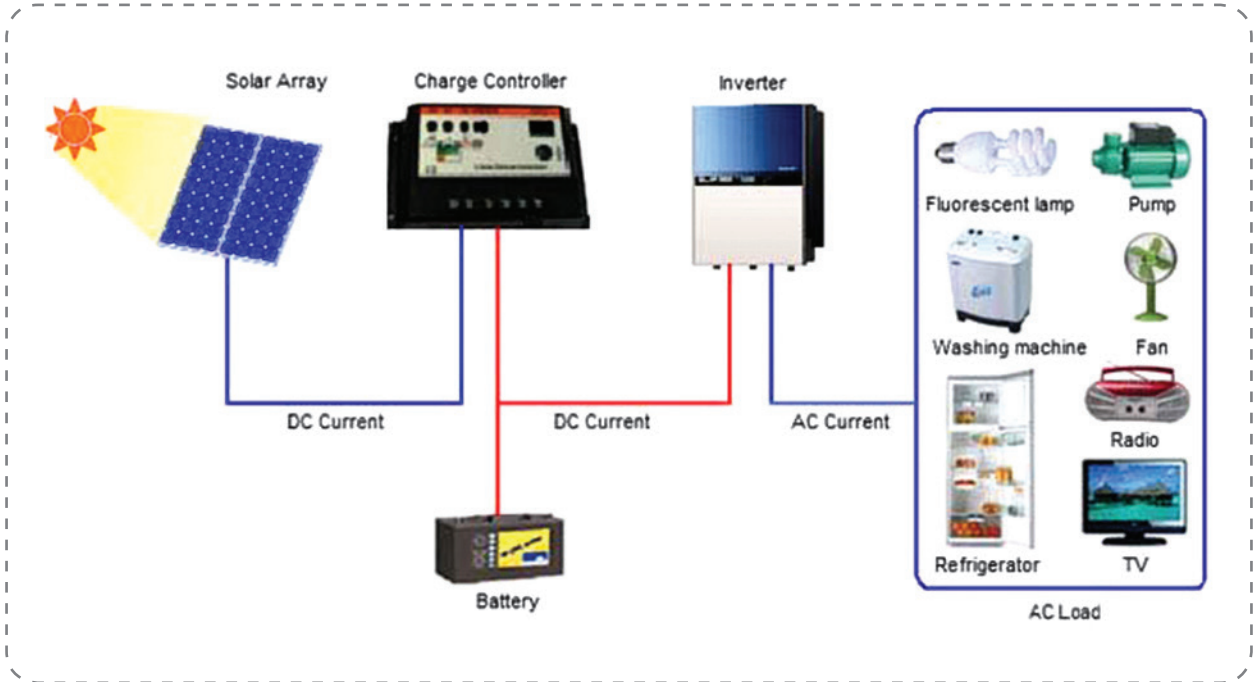 Solar Array
Charge Controller
Inverter
Fluorescent lamp
Pump
Washing machine
Fan
DC Current
DC Current
AC Current
Radio
Refrigerator
TV
Battery
AC Load